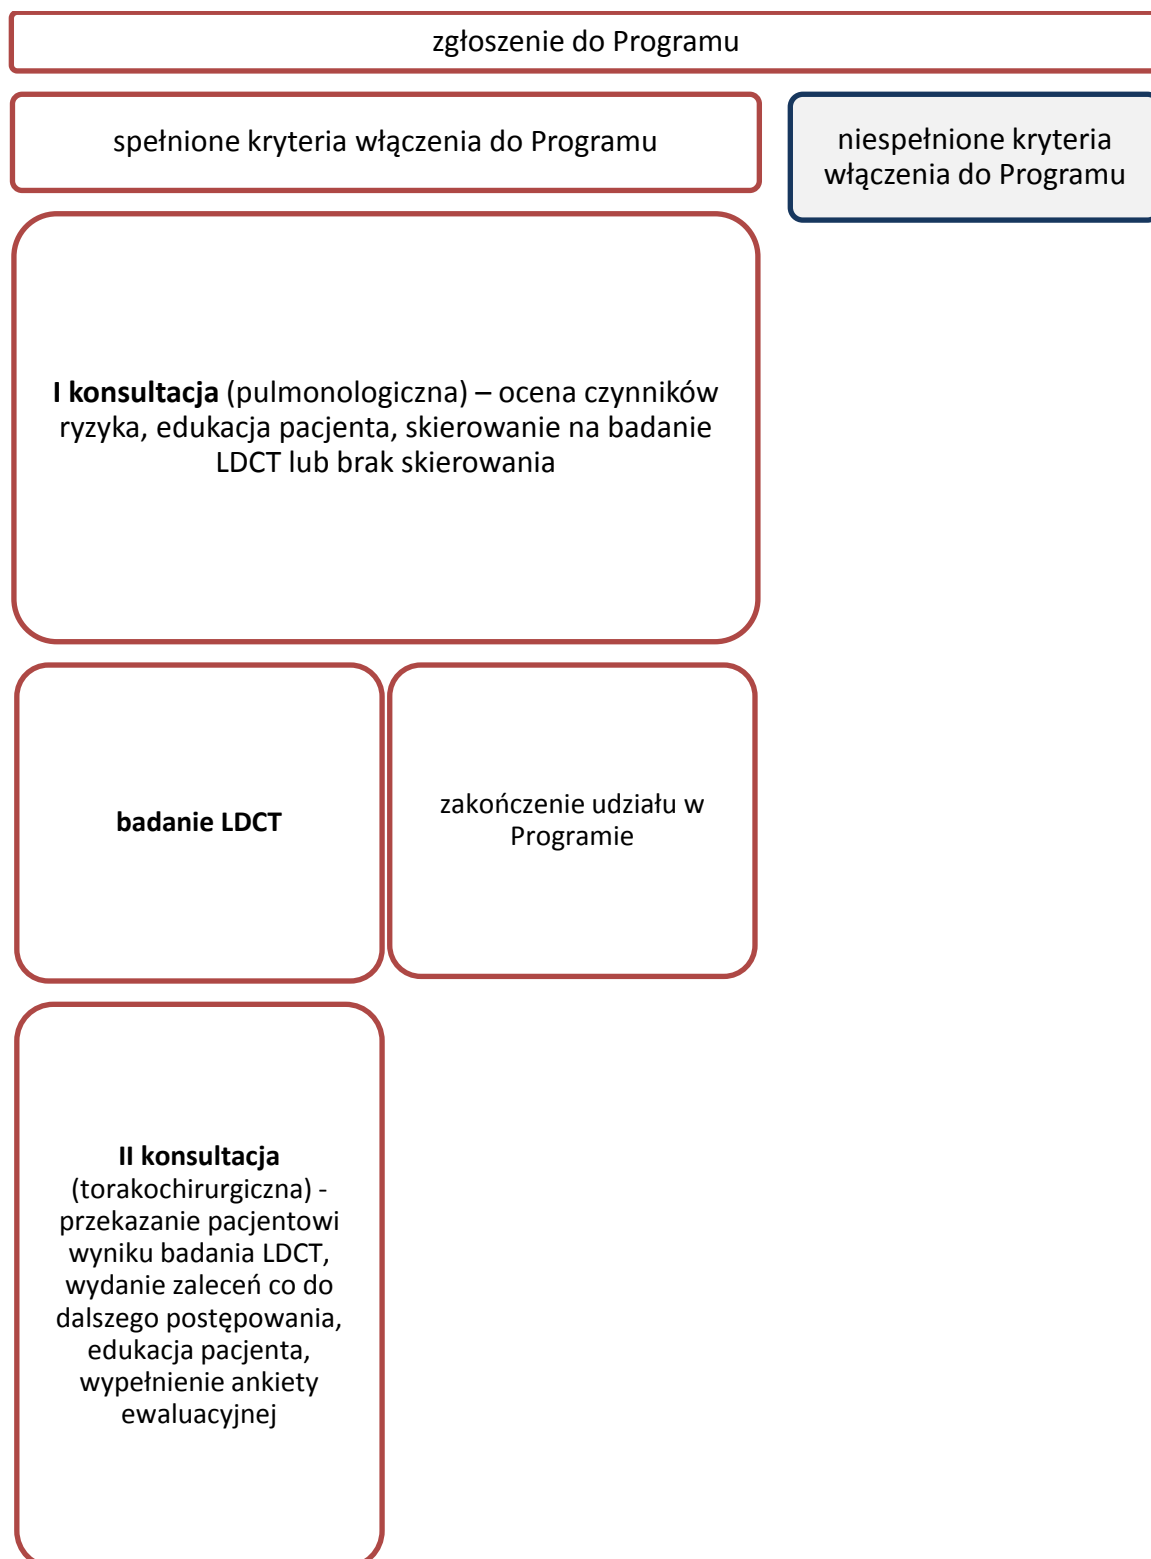 zgłoszenie do Programu
spełnione kryteria włączenia do Programu
niespełnione kryteria
włączenia do Programu
I konsultacja (pulmonologiczna) – ocena czynników
ryzyka, edukacja pacjenta, skierowanie na badanie
LDCT lub brak skierowania
badanie LDCT
zakończenie udziału w
Programie
II konsultacja
(torakochirurgiczna) -
przekazanie pacjentowi
wyniku badania LDCT,
wydanie zaleceń co do
dalszego postępowania,
edukacja pacjenta,
wypełnienie ankiety
ewaluacyjnej